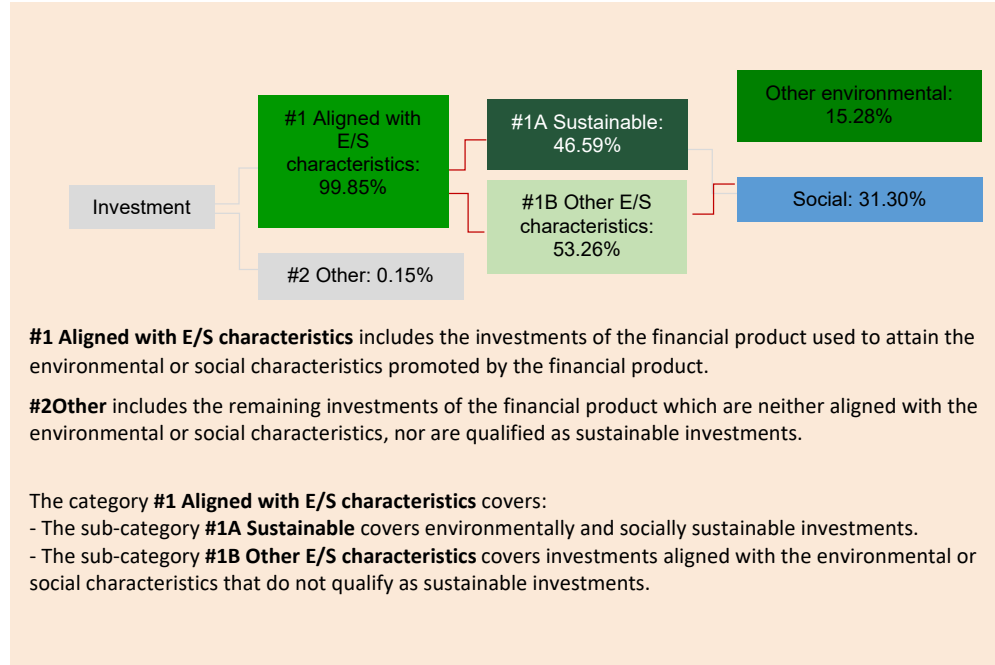 Investment
#1 Aligned with
E/S
characteristics:
99.85%
#2 Other: 0.15%
#1A Sustainable:
46.59%
#1B Other E/S
characteristics:
53.26%
Other environmental:
15.28%
Social: 31.30%
#1 Aligned with E/S characteristics includes the investments of the financial product used to attain the
environmental or social characteristics promoted by the financial product.
#2Other includes the remaining investments of the financial product which are neither aligned with the
environmental or social characteristics, nor are qualified as sustainable investments.
The category #1 Aligned with E/S characteristics covers:
- The sub-category #1A Sustainable covers environmentally and socially sustainable investments.
- The sub-category #1B Other E/S characteristics covers investments aligned with the environmental or
social characteristics that do not qualify as sustainable investments.